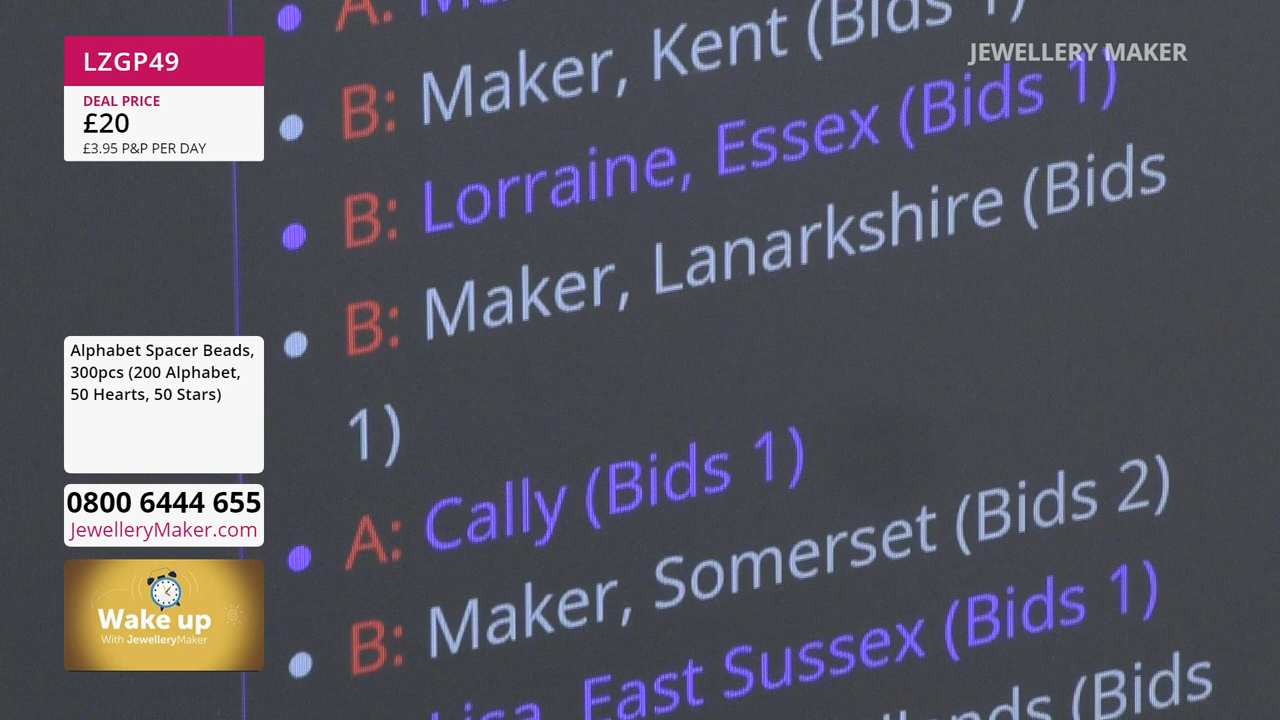 LZGP49
DEAL PRICE
£20
£3.95 P&P PER DAY
Alphabet Spacer Beads,
300pcs (200 Alphabet,
50 Hearts, 50 Stars)
0800 6444 655
JewelleryMaker.com
Wake up
With JewelleryMaker
JEWELLERY MAKER
A:
B: Maker, Kent (Bids 1)
B: Lorraine, Essex (Bids 1)
B: Maker, Lanarkshire (Bids
1)
A: Cally (Bids 1)
B: Maker, Somerset (Bids 2)
Lisa, East Sussex (Bids 1)
(Bids